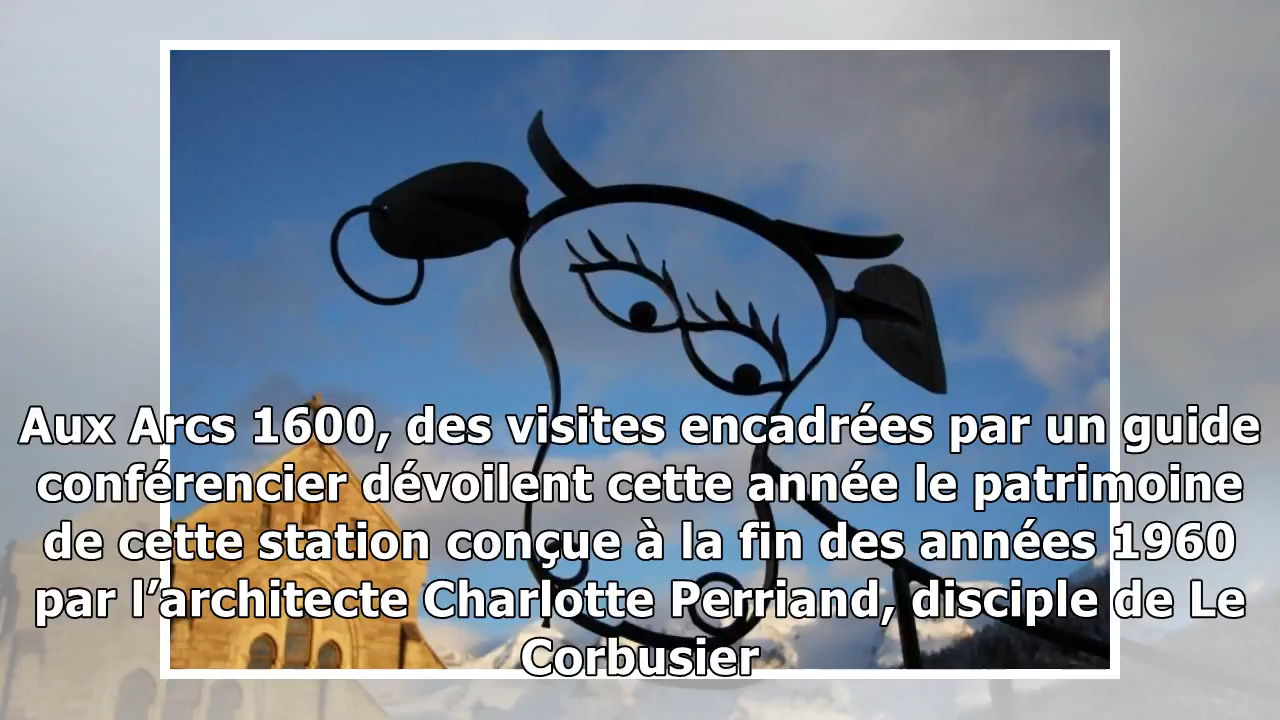 Aux Arcs 1600, des visites encadrées par un guide
conférencier dévoilent cette année le patrimoine
de cette station conçue à la fin des années 1960
par l’architecte Charlotte Perriand, disciple de Le
Corbusier